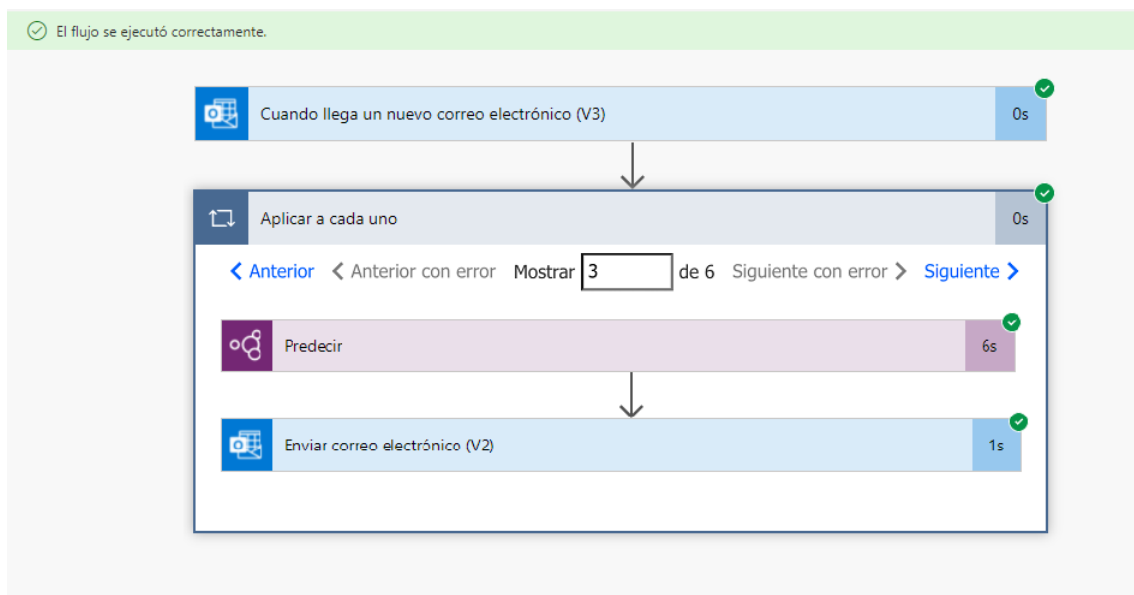 El flujo se ejecutó correctamente.
Cuando llega un nuevo correo electrónico (V3) 0s
Aplicar a cada uno 0s
Anterior Anterior con error Mostrar 3 de 6 Siguiente con error Siguiente
Predecir 6s
Enviar correo electrónico (V2) 1s